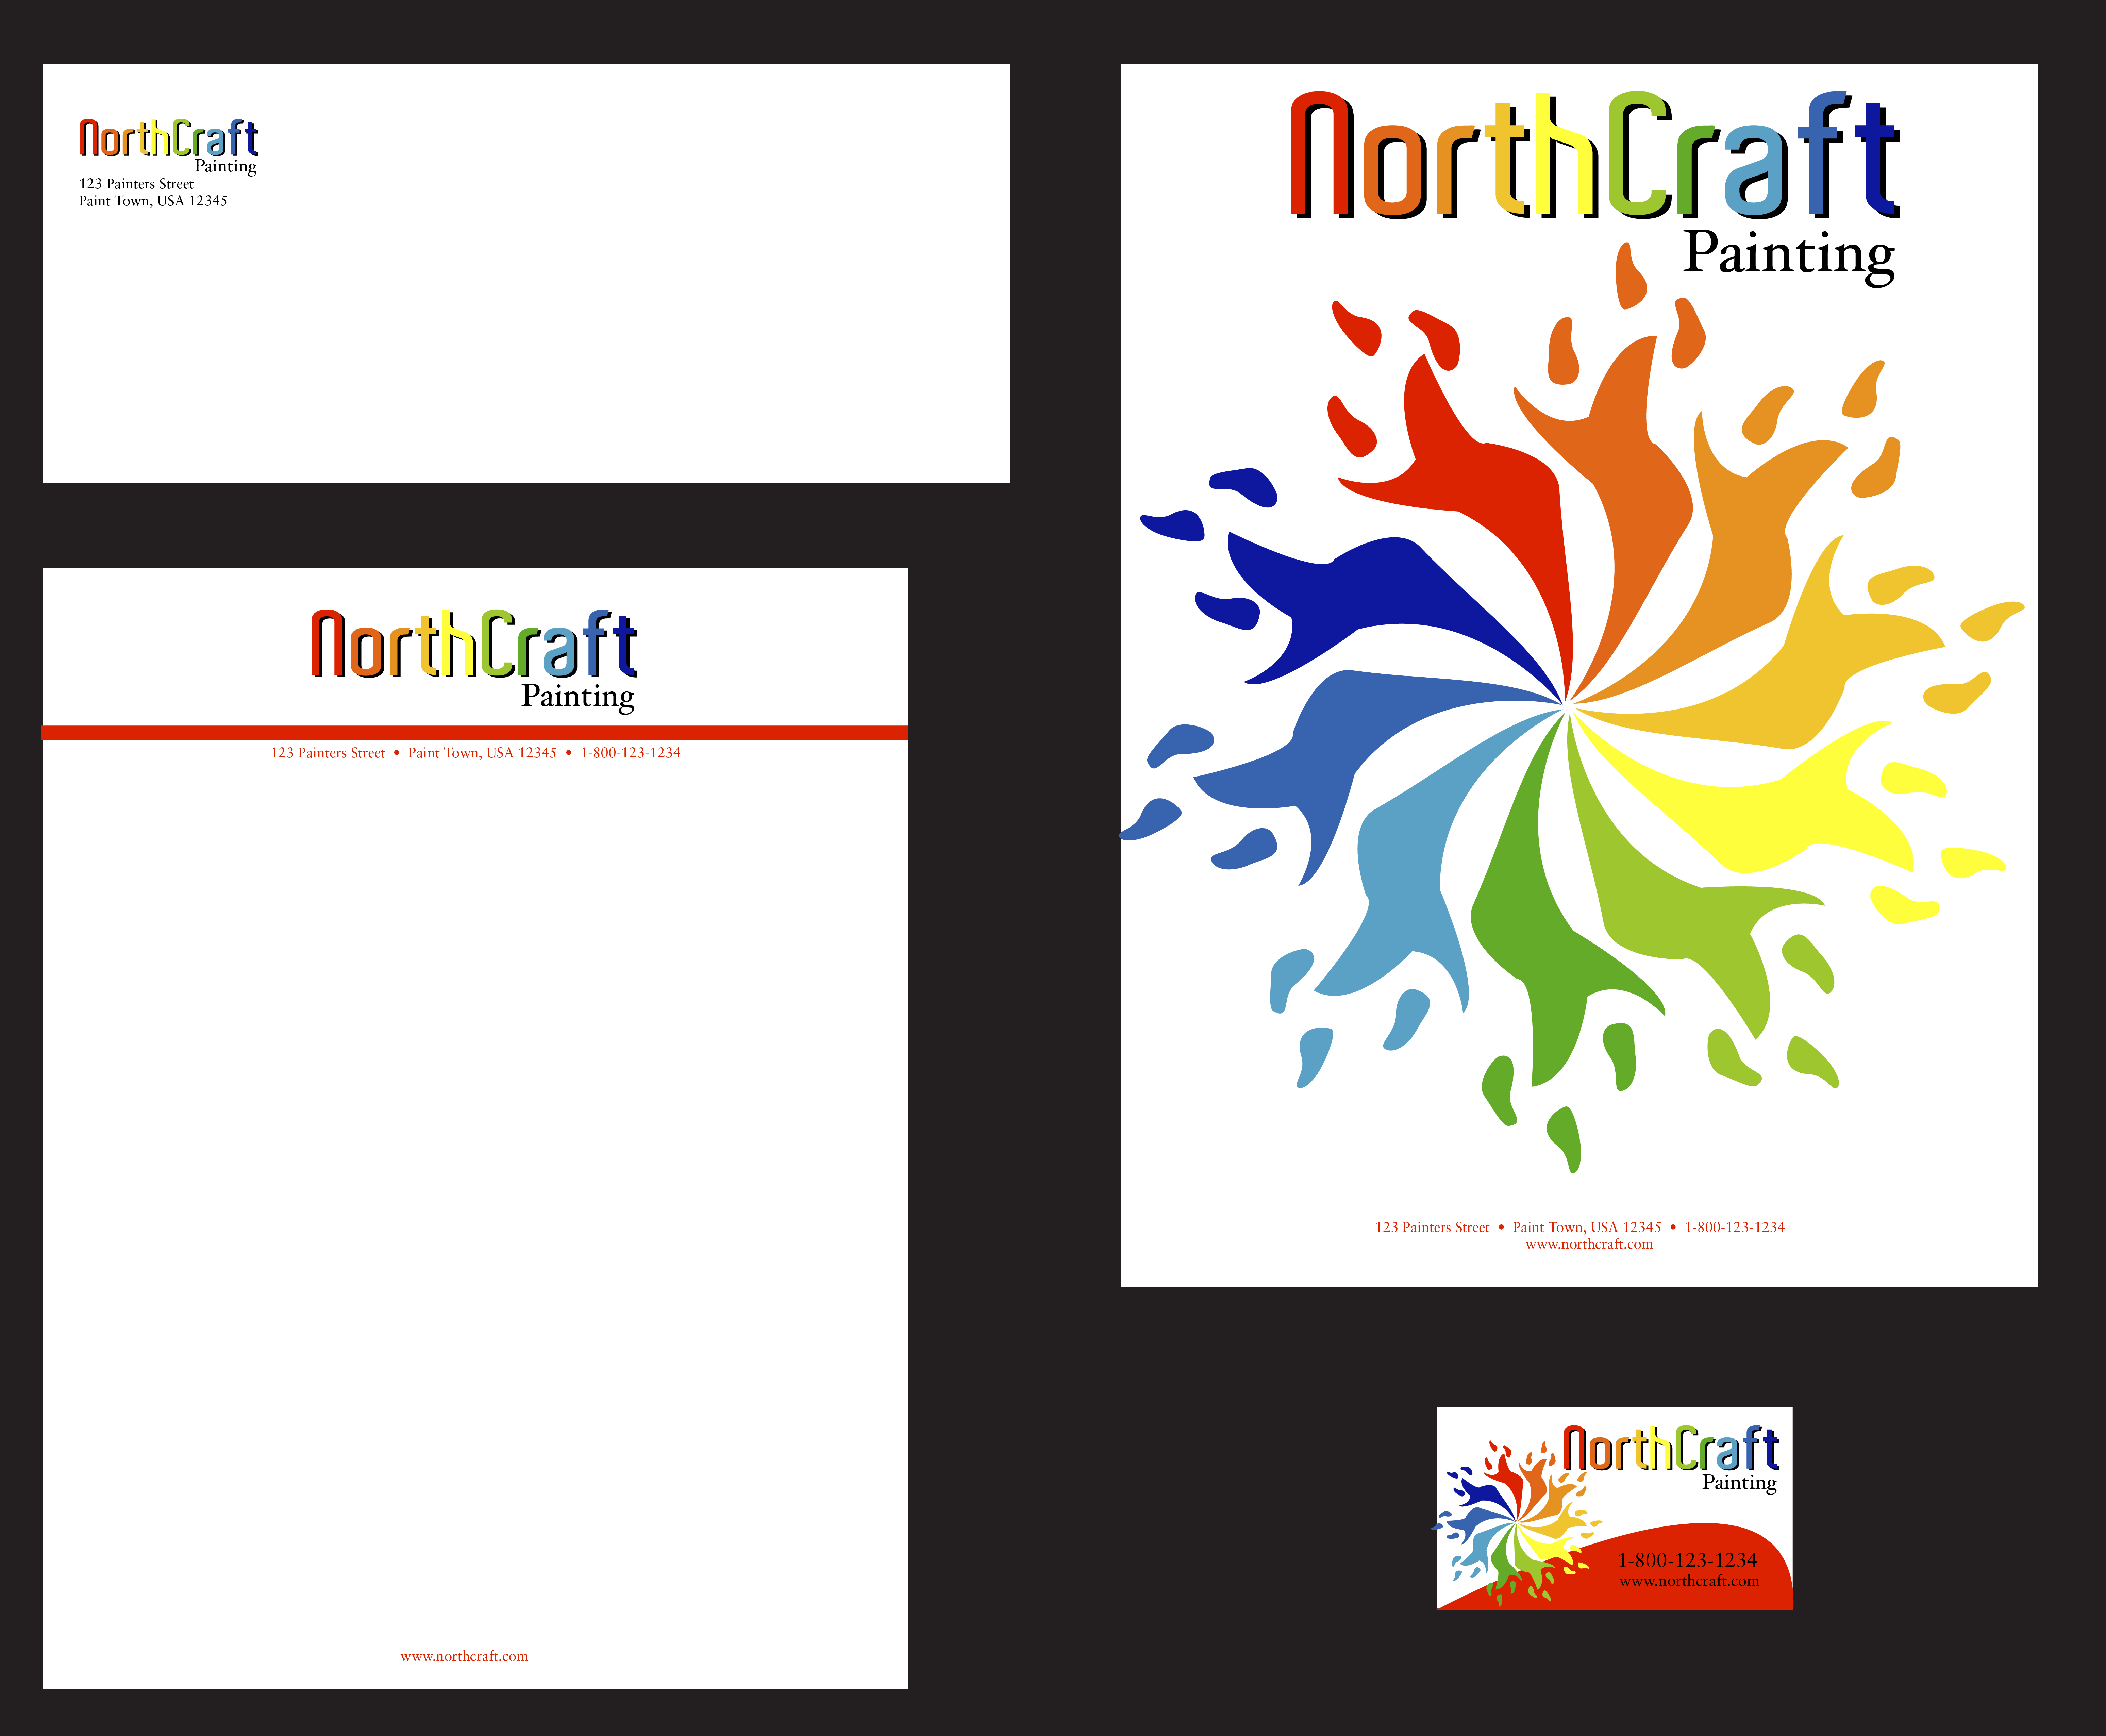 NorthCraft
Painting
123 Painters Street
Paint Town, USA 12345
NorthCraft
Painting
123 Painters Street • Paint Town, USA 12345 • 1-800-123-1234
www.northcraft.com
NorthCraft
Painting
123 Painters Street • Paint Town, USA 12345 • 1-800-123-1234
www.northcraft.com
NorthCraft
Painting
1-800-123-1234
www.northcraft.com